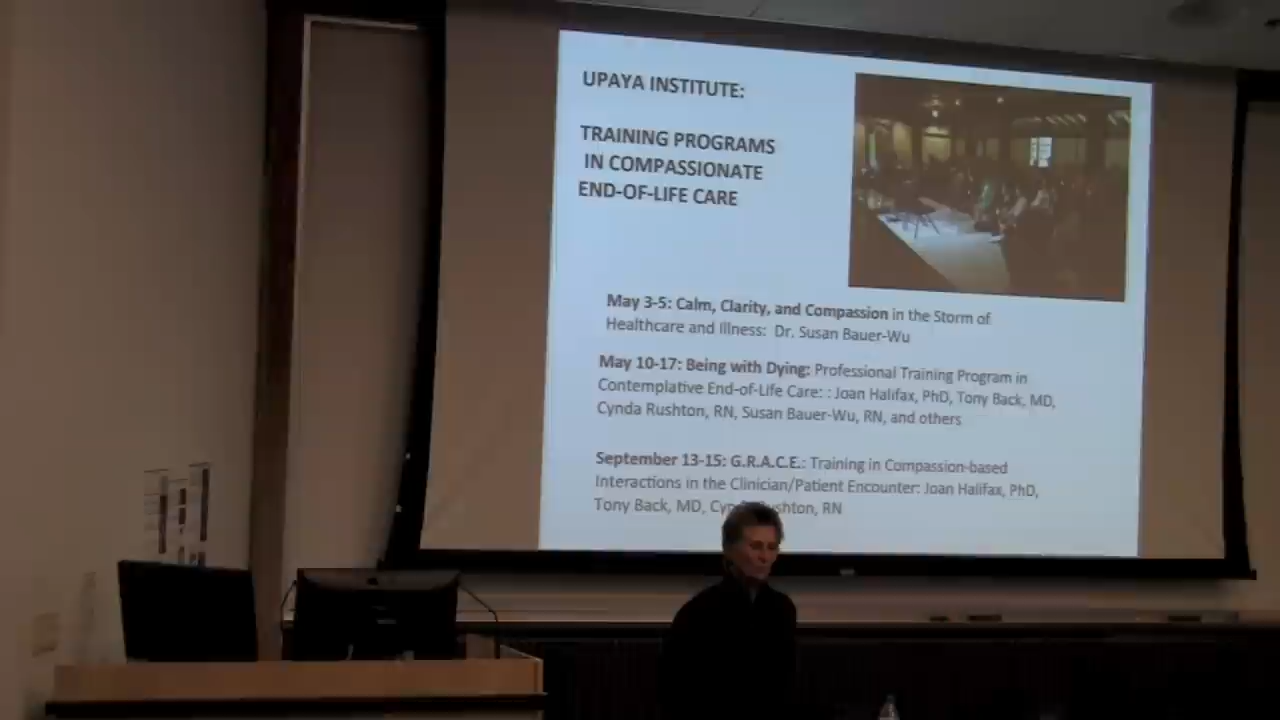 UPAYA INSTITUTE:
TRAINING PROGRAMS
IN COMPASSIONATE
END-OF-LIFE CARE
May 3-5: Calm, Clarity, and Compassion in the Storm of
Healthcare and Illness: Dr. Susan Bauer-Wu
May 10-17: Being with Dying: Professional Training Program in
Contemplative End-of-Life Care: : Joan Halifax, PhD, Tony Back, MD,
Cynda Rushton, RN, Susan Bauer-Wu, RN, and others
September 13-15: G.R.A.C.E.: Training in Compassion-based
Interactions in the Clinician/Patient Encounter: Joan Halifax, PhD,
Tony Back, MD, RN